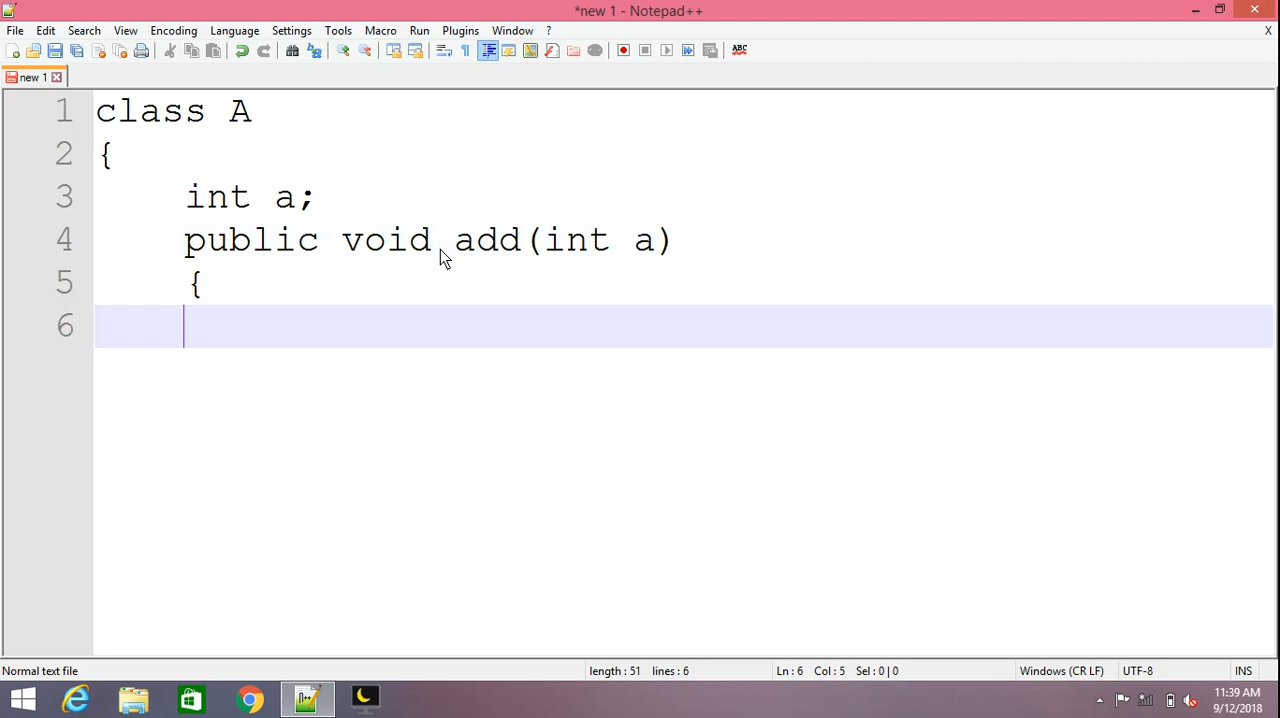 *new 1 - Notepad++
File Edit Search View Encoding Language Settings Tools Macro Run Plugins Window ? X
ABC
new 1
1 class A
2 {
3 int a;
4 public void add(int a)
5 {
6
Normal text file length : 51 lines : 6 Ln : 6 Col : 5 Sel : 0 | 0 Windows (CR LF) UTF-8 INS
11:39 AM
9/12/2018